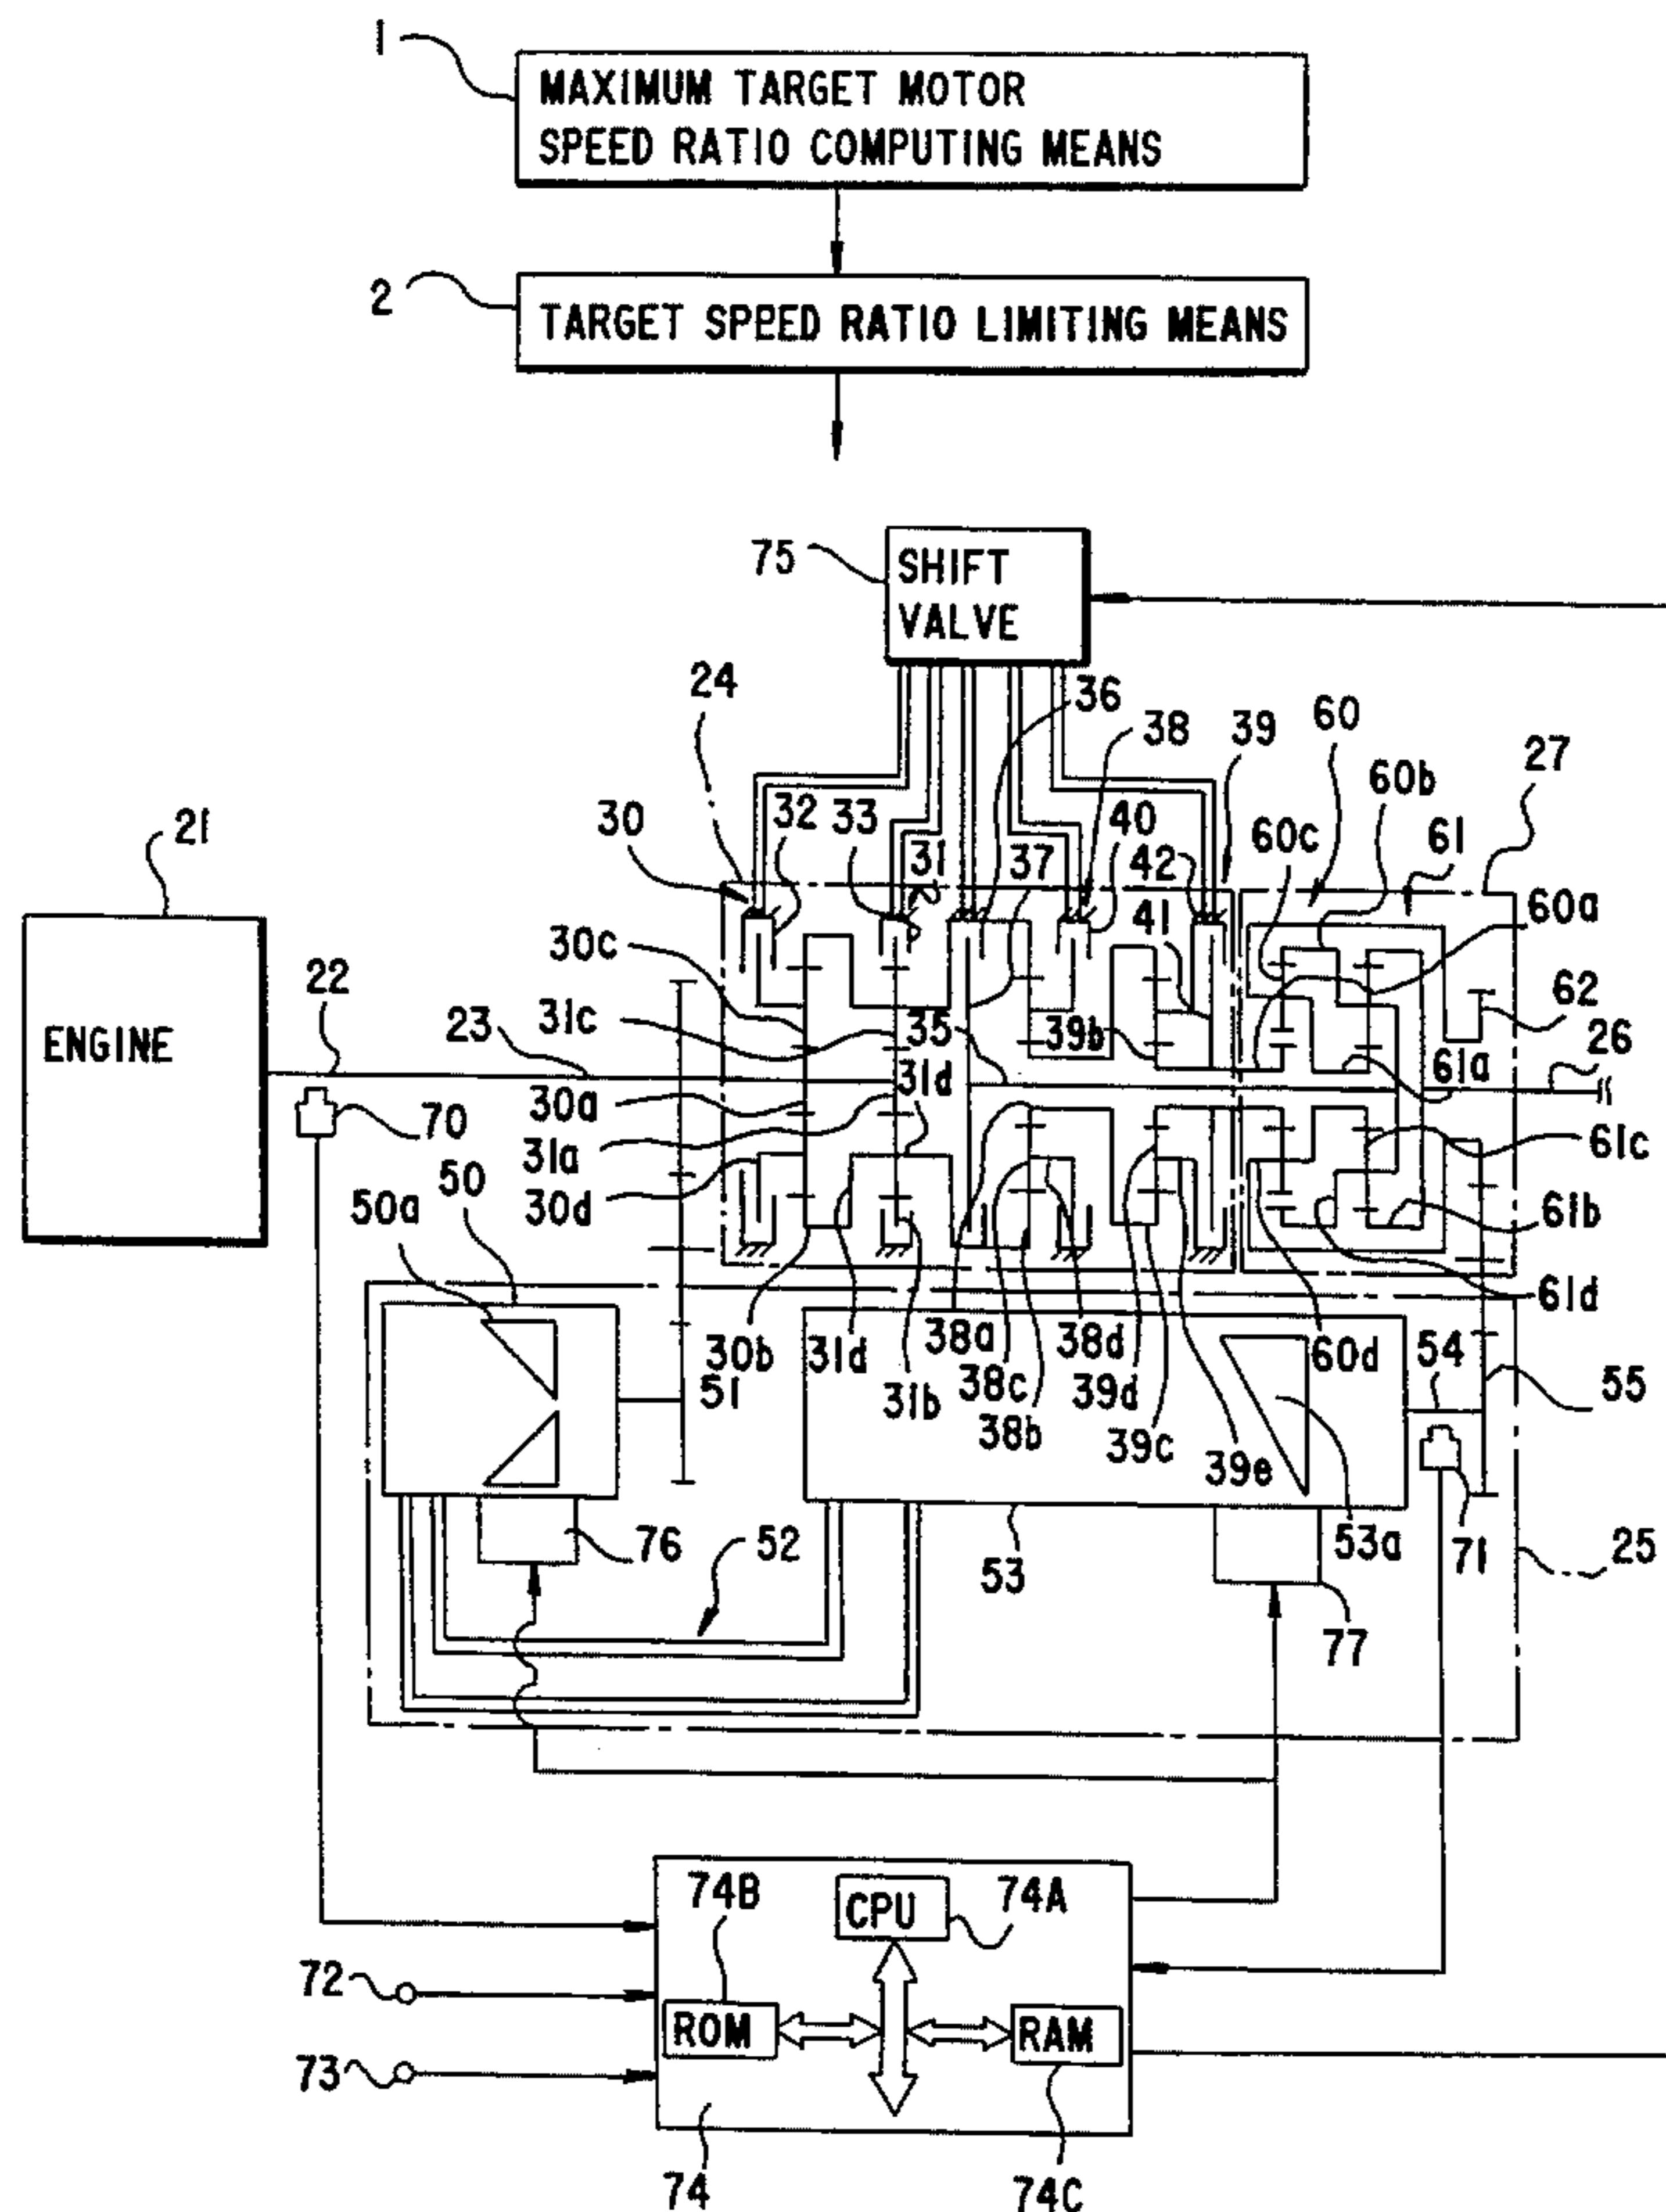 1
MAXIMUM TARGET MOTOR
SPEED RATIO COMPUTING MEANS
2
TARGET SPEED RATIO LIMITING MEANS
75
SHIFT
VALVE
24
36
38
39
60
27
21
30
32
33
31
37
40
42
60b
60c
61
60a
41
30c
22
31c
23
35
39b
62
26
ENGINE
31d
61a
30a
70
31a
61c
50
30d
50a
61b
61d
30b
31d
38a
38d
60d
54
51
31b
38c
39d
55
38b
39c
39e
76
52
53
53a
71
25
77
74B
CPU
74A
72
ROM
RAM
73
74
74C